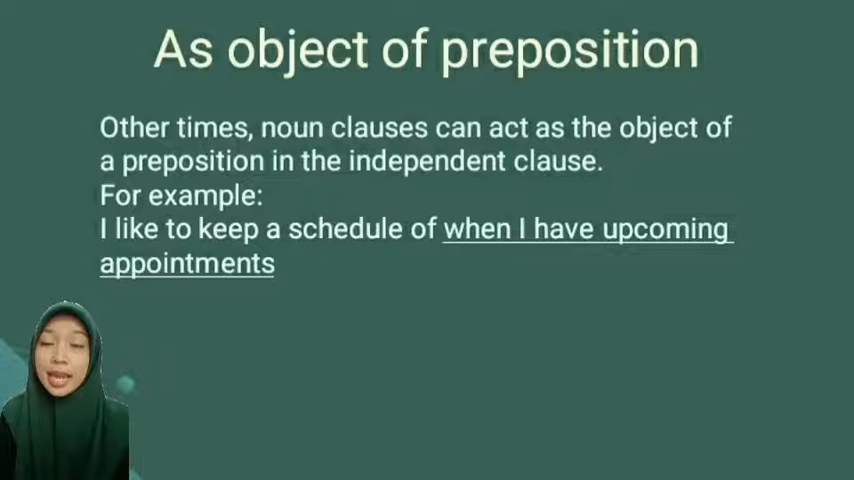 As object of preposition
Other times, noun clauses can act as the object of
a preposition in the independent clause.
For example:
I like to keep a schedule of when I have upcoming
appointments